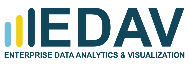 EDAV
ENTERPRISE DATA ANALYTICS & VISUALIZATION